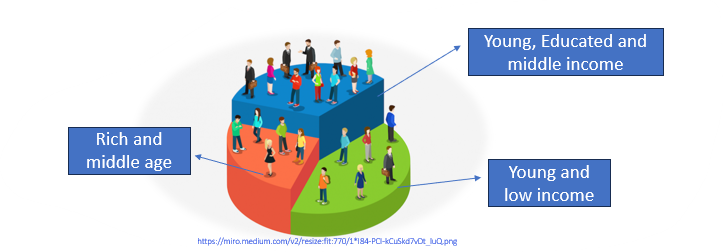 Young, Educated and
middle income
Rich and
middle age
Young and
low income
https://miro.medium.com/v2/resize:fit:770/1*I84-PCl-kCuSkd7vDt_IuQ.png